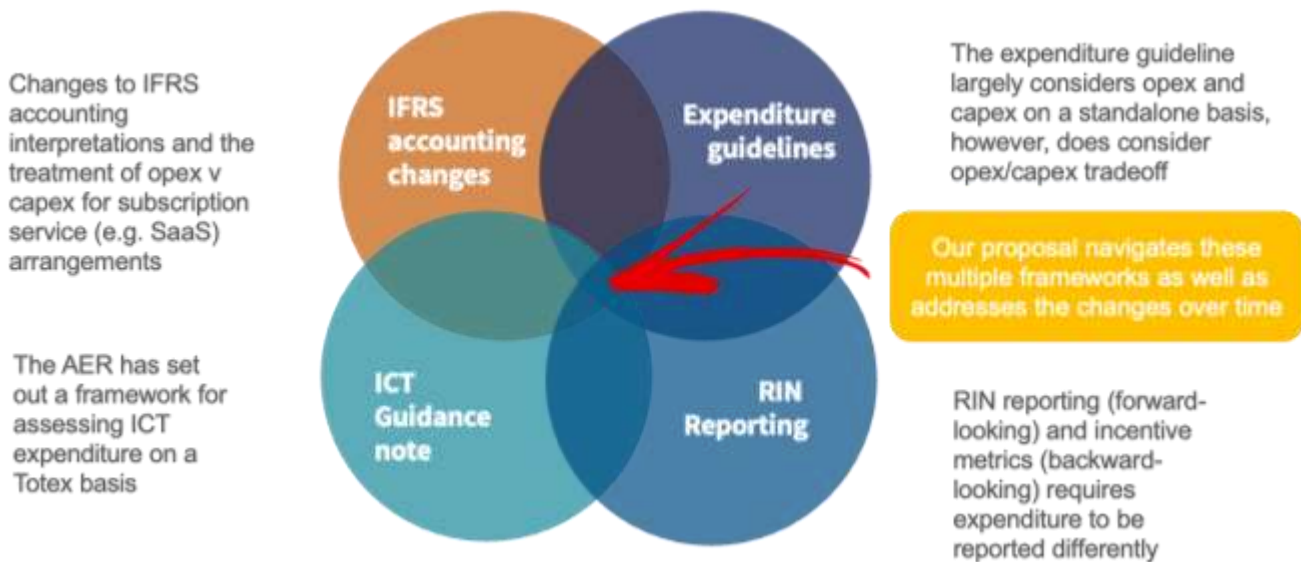 Changes to IFRS
accounting
interpretations and the
treatment of opex v
capex for subscription
service (e.g. SaaS)
arrangements
IFRS
accounting
changes
Expenditure
guidelines
The expenditure guideline
largely considers opex and
capex on a standalone basis,
however, does consider
opex/capex tradeoff
Our proposal navigates these
multiple frameworks as well as
addresses the changes over time
The AER has set
out a framework for
assessing ICT
expenditure on a
Totex basis
ICT
Guidance
note
RIN
Reporting
RIN reporting (forward-
looking) and incentive
metrics (backward-
looking) requires
expenditure to be
reported differently